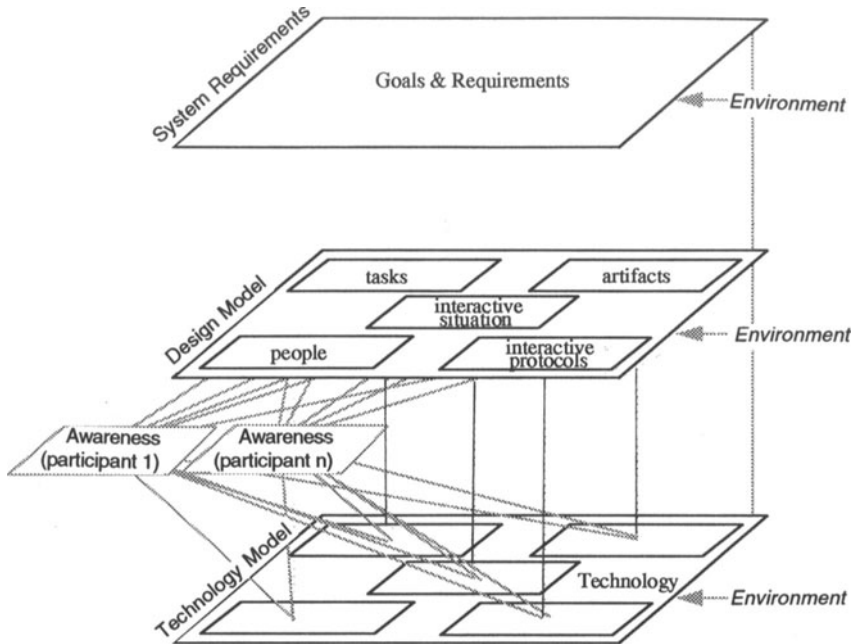 System Requirements
Goals & Requirements
Environment
Design Model
tasks
artifacts
interactive
situation
people
interactive
protocols
Environment
Awareness
(participant 1)
Awareness
(participant n)
Technology Model
Technology
Environment